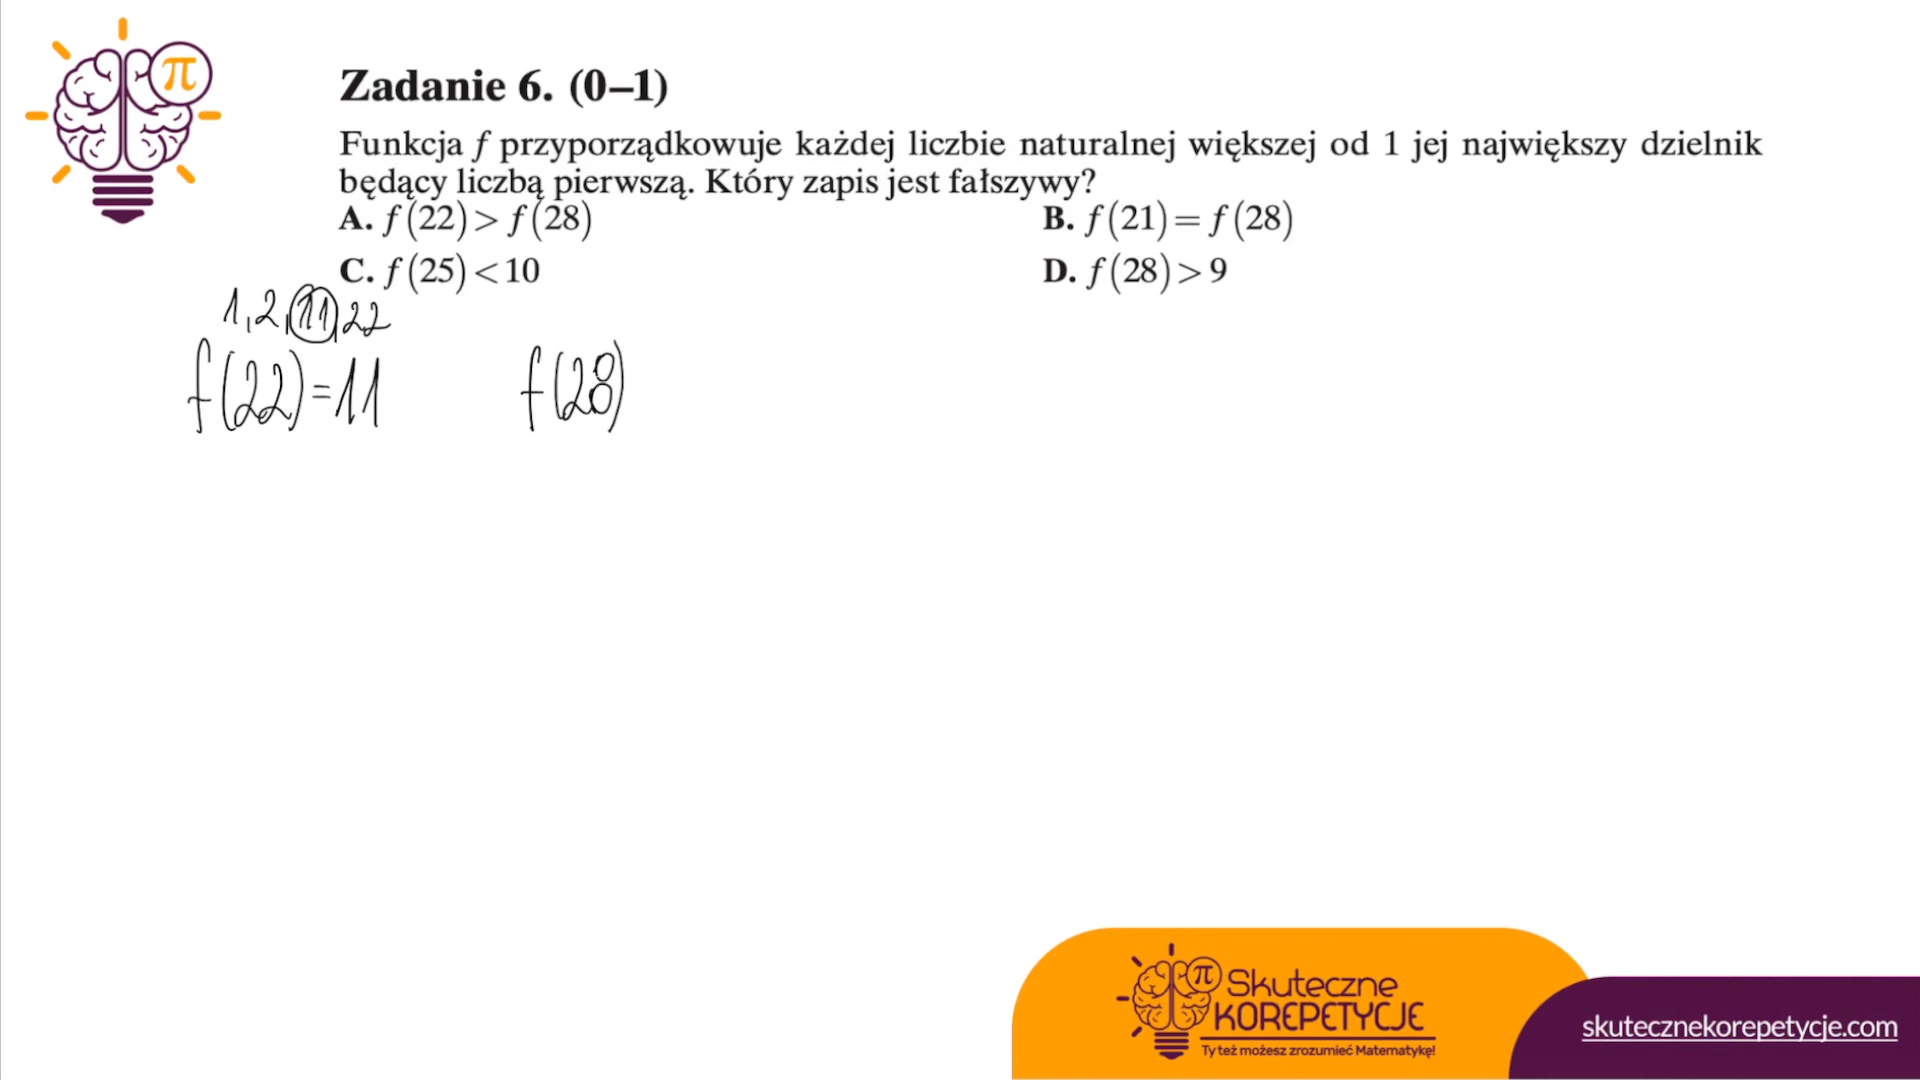 π
Zadanie 6. (0–1)
Funkcja f przyporządkowuje każdej liczbie naturalnej większej od 1 jej największy dzielnik
będący liczbą pierwszą. Który zapis jest fałszywy?
A. f(22) > f(28)
B. f(21) = f(28)
C. f(25) < 10
D. f(28) > 9
1, 2, 11, 22
f(22)=11
f(28)
π
Skuteczne
KOREPETYCJE
Ty też możesz zrozumieć Matematykę!
skutecznekorepetycje.com